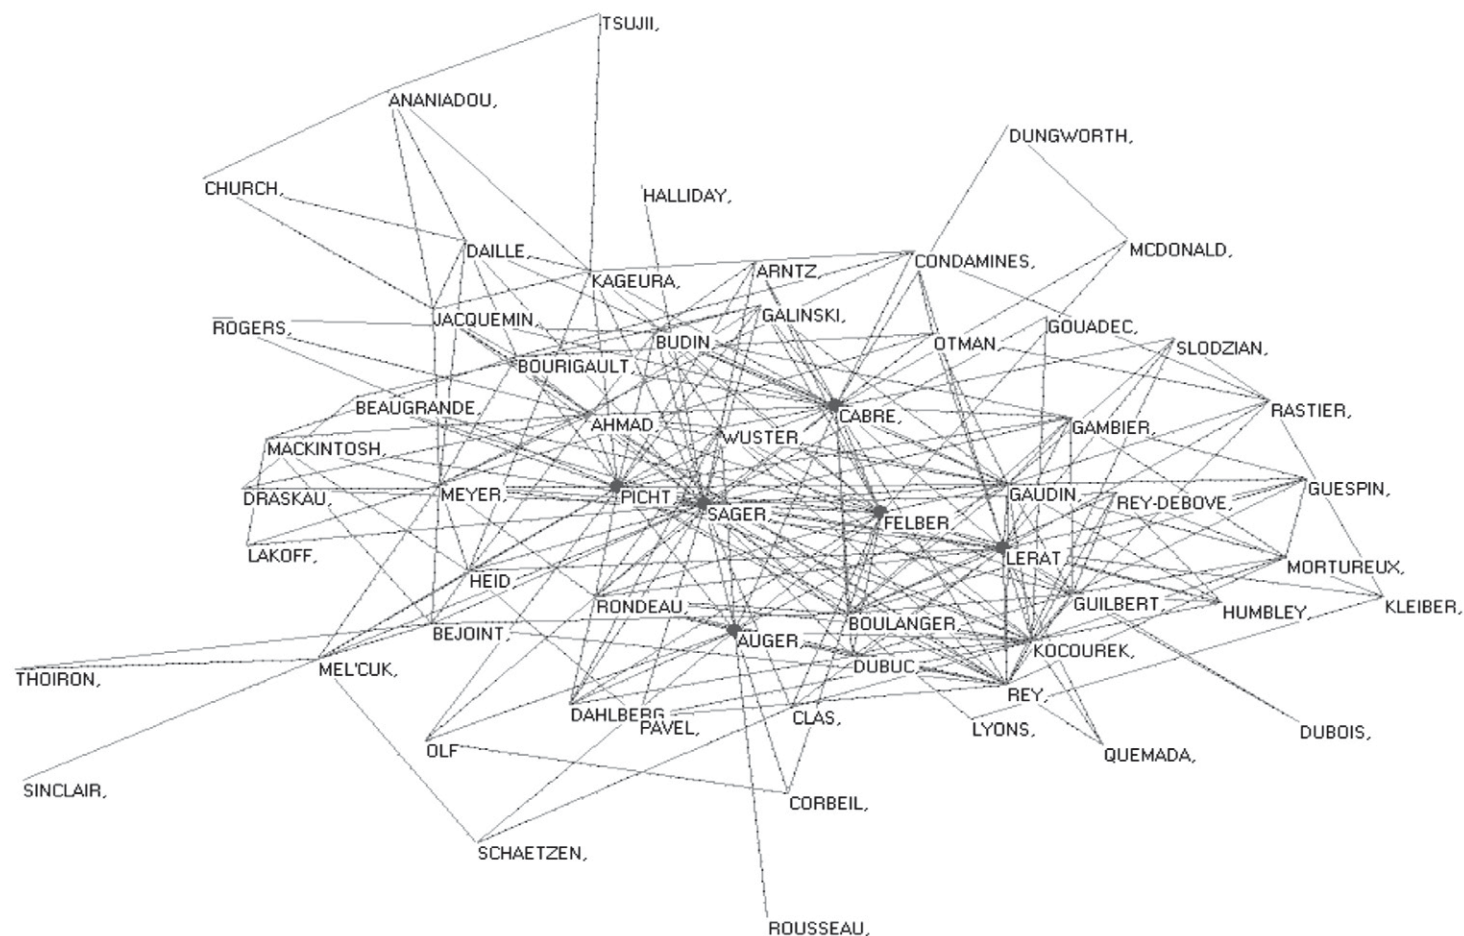 TSUJII,
ANANIADOU,
DUNGWORTH,
CHURCH,
HALLIDAY,
DAILLE,
MCDONALD,
CONDAMINES,
ARNTZ,
KAGEURA,
GALINSKI,
JACQUEMIN,
ROGERS,
GOUADEC,
BUDIN,
OTMAN,
SLODZIAN,
BOURIGAULT,
BEAUGRANDE,
RASTIER,
CABRE,
AHMAD,
GAMBIER,
WUSTER,
MACKINTOSH,
GUESPIN,
MEYER,
GAUDIN,
DRASKAU,
PICHT,
REY-DEBOVE,
SAGER,
FELBER,
LAKOFF,
LERAT,
MORTUREUX,
HEID
GUILBERT,
KLEIBER,
RONDEAU,
HUMBLEY,
BOULANGER,
BEJOINT,
AUGER,
KOCOUREK,
DUBUC,
MEL'CUK,
THOIRON,
REY,
DAHLBERG
CLAS,
PAVEL,
LYONS,
DUBOIS,
OLF
QUEMADA,
SINCLAIR,
CORBEIL,
SCHAETZEN,
ROUSSEAU,